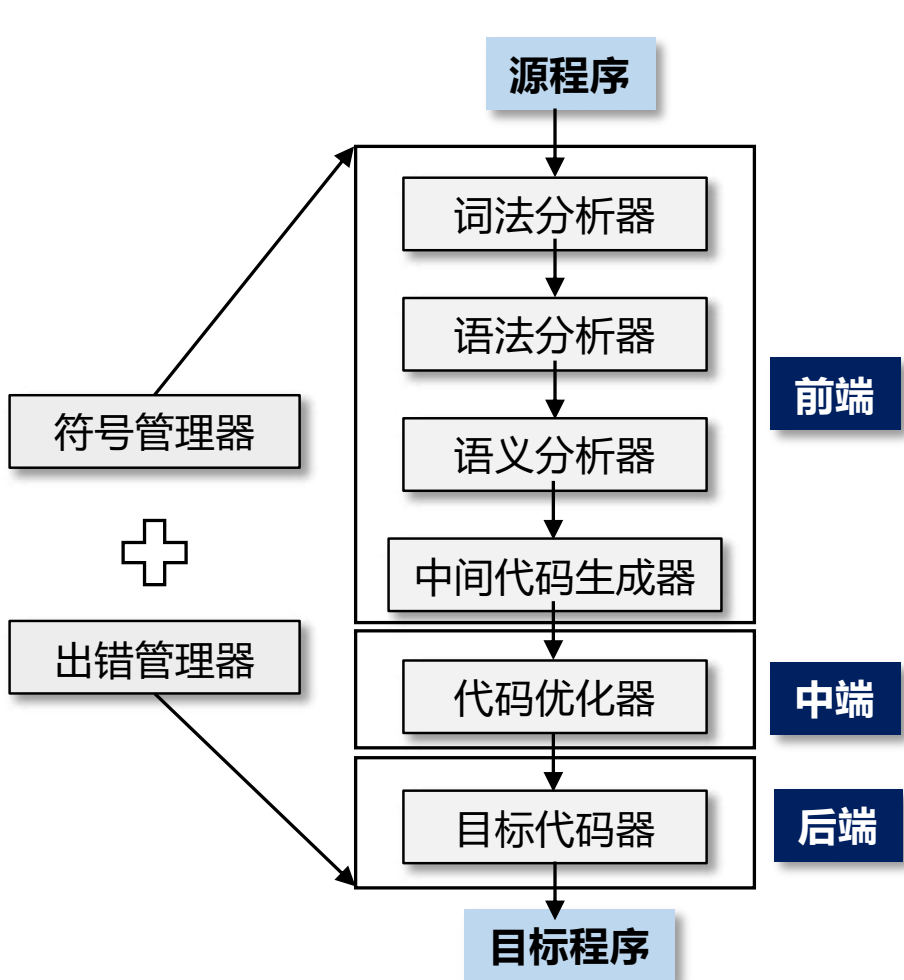 源程序
词法分析器
语法分析器
前端
符号管理器
语义分析器
中间代码生成器
出错管理器
代码优化器
中端
目标代码器
后端
目标程序